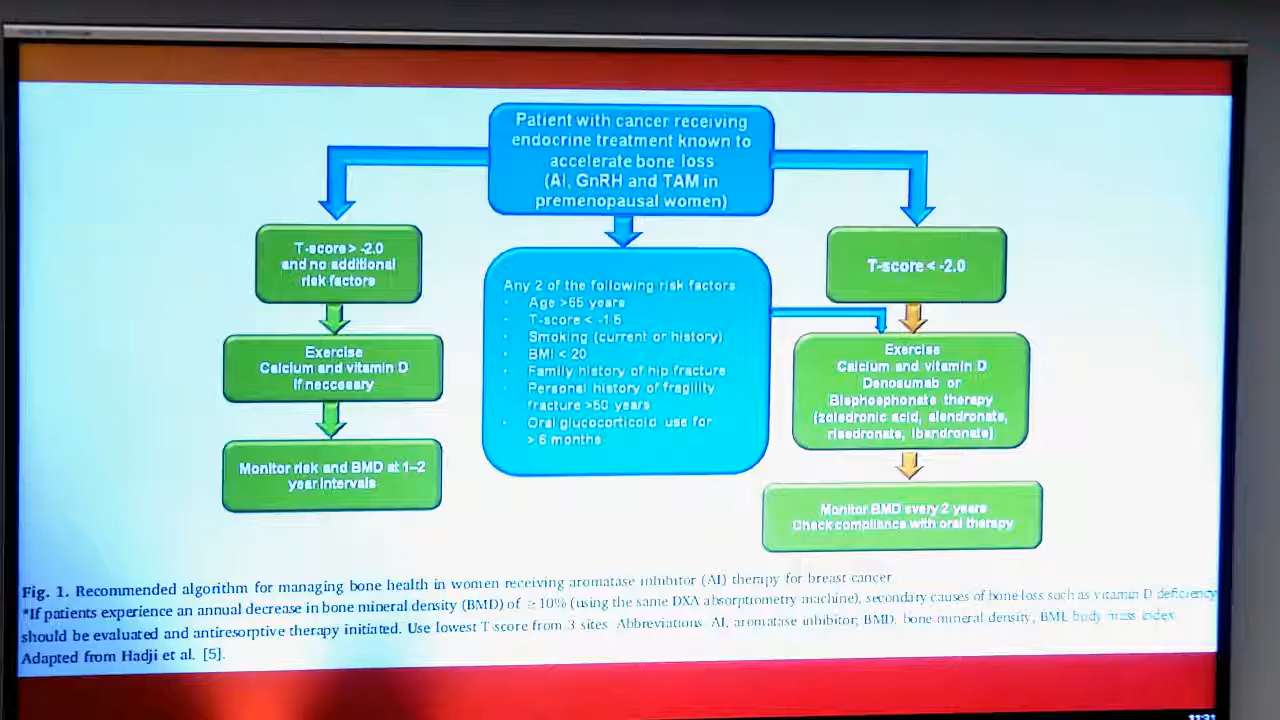 Patient with cancer receiving
endocrine treatment known to
accelerate bone loss
(AI, GnRH and TAM in
premenopausal women)
T-score > -2.0
and no additional
risk factors
Exercise
Calcium and vitamin D
If neccesary
Monitor risk and BMD at 1–2
year intervals
Any 2 of the following risk factors
• Age >65 years
• T-score < -1.5
• Smoking (current or history)
• BMI < 20
• Family history of hip fracture
• Personal history of fragility
fracture >50 years
• Oral glucocorticoid use for
> 6 months
T-score < -2.0
Exercise
Calcium and vitamin D
Denosumab or
Bisphosphonate therapy
(zoledronic acid, alendronate,
risedronate, ibandronate)
Monitor BMD every 2 years
Check compliance with oral therapy
Fig. 1. Recommended algorithm for managing bone health in women receiving aromatase inhibitor (AI) therapy for breast cancer
*If patients experience an annual decrease in bone mineral density (BMD) of ≥ 10% (using the same DXA absorptiometry machine), secondary causes of bone loss such as vitamin D deficiency
should be evaluated and antiresorptive therapy initiated. Use lowest T score from 3 sites. Abbreviations: AI, aromatase inhibitor; BMD, bone mineral density; BMI, body mass index
Adapted from Hadji et al. [5].
11:31